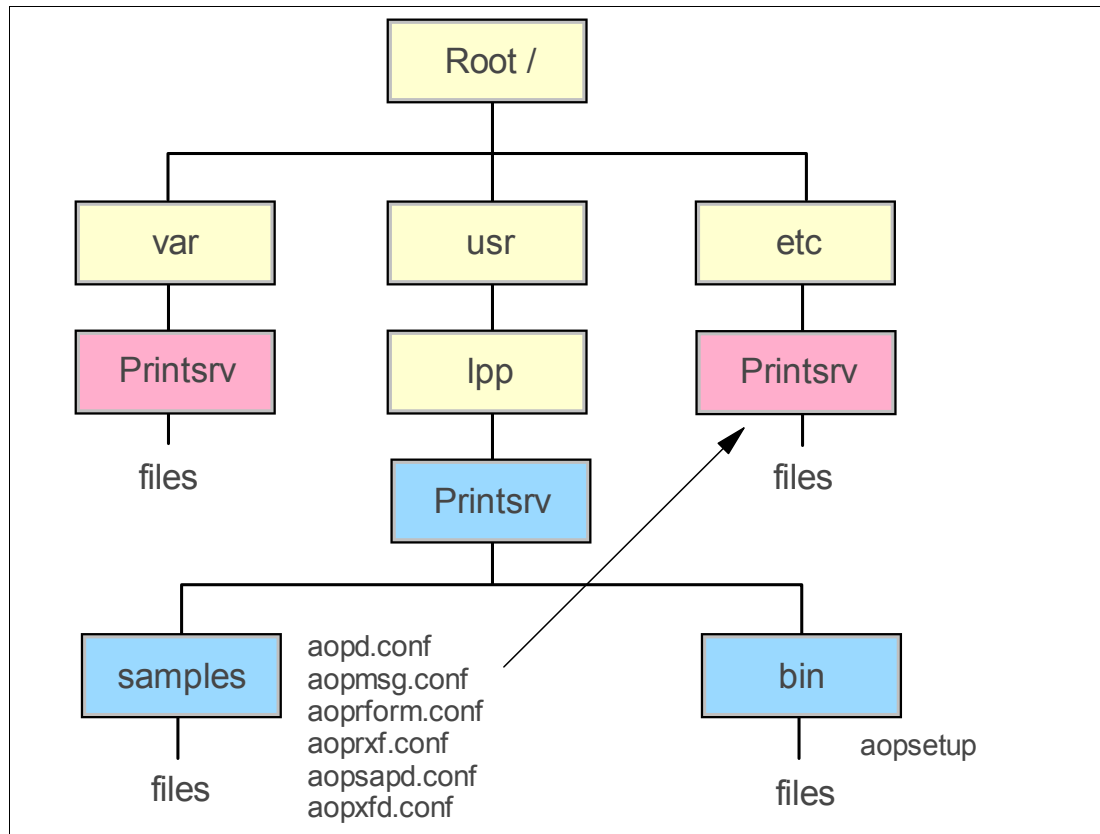 Root /
var
usr
etc
Printsrv
lpp
Printsrv
files
files
Printsrv
samples
aopd.conf
aopmsg.conf
aoprform.conf
aoprxf.conf
aopsapd.conf
aopxfd.conf
bin
files
aopsetup
files